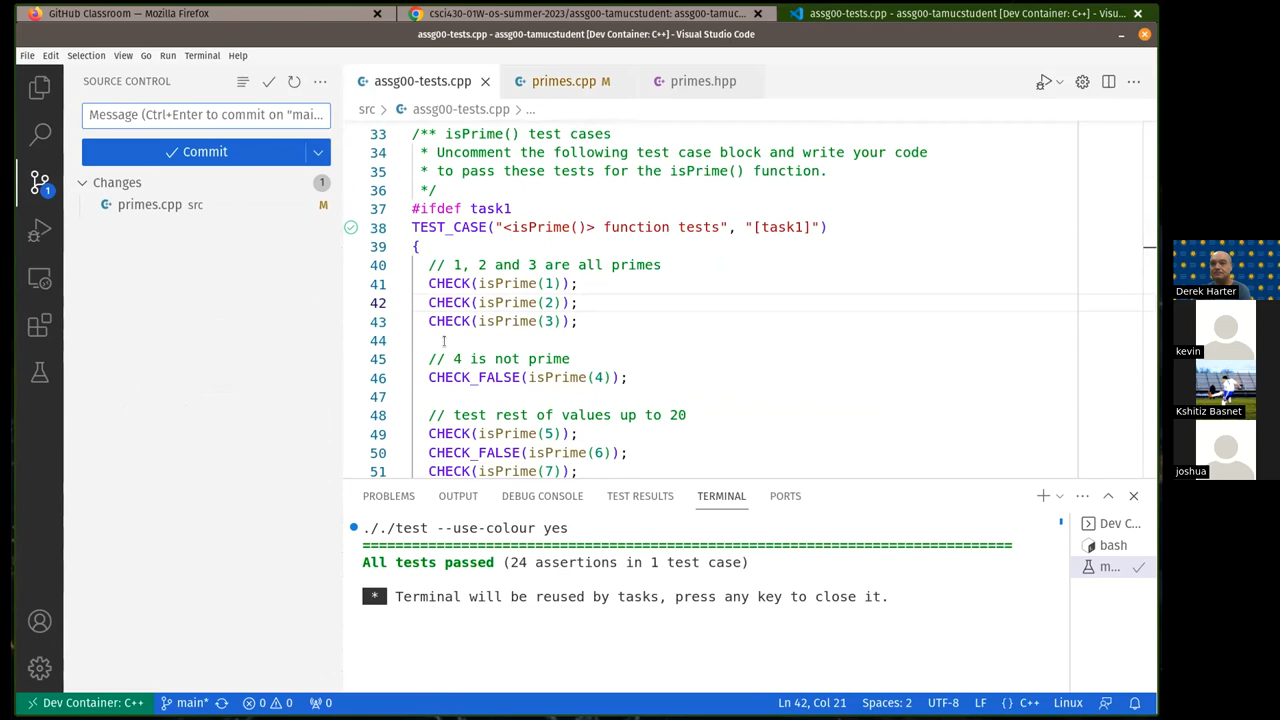 GitHub Classroom — Mozilla Firefox
csci430-01W-os-summer-2023/assg00-tamucstudent: assg00-tamuc...
assg00-tests.cpp - assg00-tamucstudent [Dev Container: C++] - Visu...
assg00-tests.cpp - assg00-tamucstudent [Dev Container: C++] - Visual Studio Code
File Edit Selection View Go Run Terminal Help
SOURCE CONTROL
assg00-tests.cpp
primes.cpp M
primes.hpp
Message (Ctrl+Enter to commit on "mai...
src > assg00-tests.cpp > ...
Commit
Changes 1
primes.cpp src M
1
33 /** isPrime() test cases
34 * Uncomment the following test case block and write your code
35 * to pass these tests for the isPrime() function.
36 */
37 #ifdef task1
38 TEST_CASE("<isPrime()> function tests", "[task1]")
39 {
40 // 1, 2 and 3 are all primes
41 CHECK(isPrime(1));
42 CHECK(isPrime(2));
43 CHECK(isPrime(3));
44
45 // 4 is not prime
46 CHECK_FALSE(isPrime(4));
47
48 // test rest of values up to 20
49 CHECK(isPrime(5));
50 CHECK_FALSE(isPrime(6));
51 CHECK(isPrime(7));
PROBLEMS OUTPUT DEBUG CONSOLE TEST RESULTS TERMINAL PORTS
././test --use-colour yes
===============================================================================
All tests passed (24 assertions in 1 test case)
* Terminal will be reused by tasks, press any key to close it.
Dev C...
bash
m...
Derek Harter
kevin
Kshitiz Basnet
joshua
Dev Container: C++ main* 0 0 0 Ln 42, Col 21 Spaces: 2 UTF-8 LF {} C++ Linux